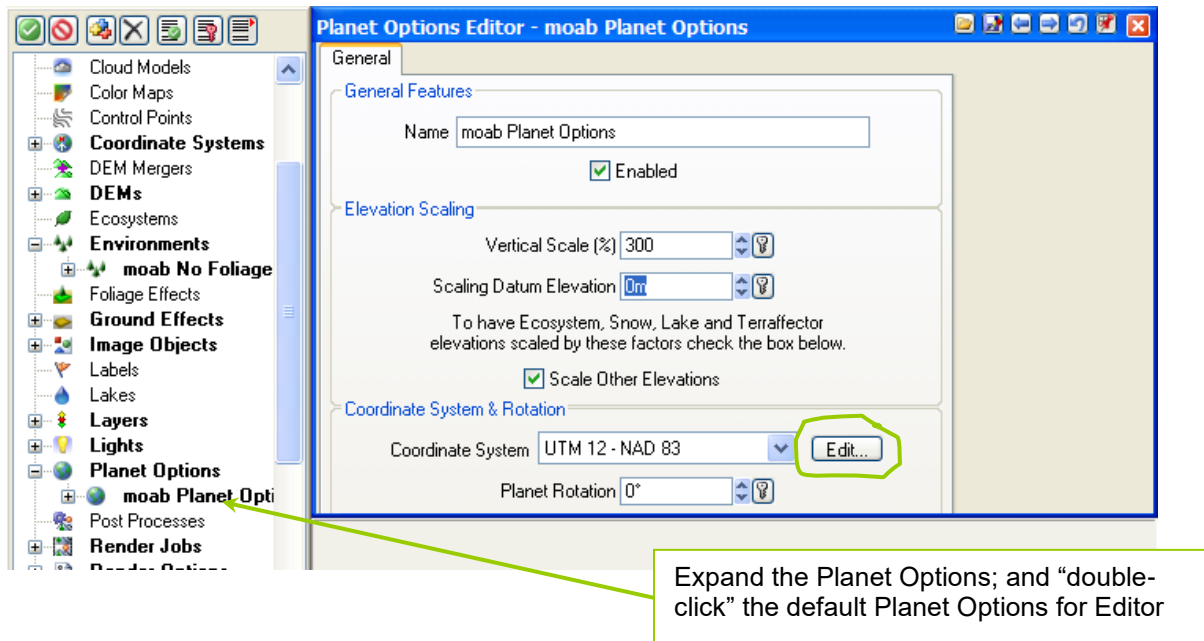 Planet Options Editor - moab Planet Options
General
Cloud Models
Color Maps
Control Points
Coordinate Systems
DEM Mergers
DEMs
Ecosystems
Environments
moab No Foliage
Foliage Effects
Ground Effects
Image Objects
Labels
Lakes
Layers
Lights
Planet Options
moab Planet Opti
Post Processes
Render Jobs
Render Options
General Features
Name moab Planet Options
Enabled
Elevation Scaling
Vertical Scale (%) 300
Scaling Datum Elevation 0m
To have Ecosystem, Snow, Lake and Terraffector
elevations scaled by these factors check the box below.
Scale Other Elevations
Coordinate System & Rotation
Coordinate System UTM 12 - NAD 83 Edit...
Planet Rotation 0°
Expand the Planet Options; and “double-
click” the default Planet Options for Editor